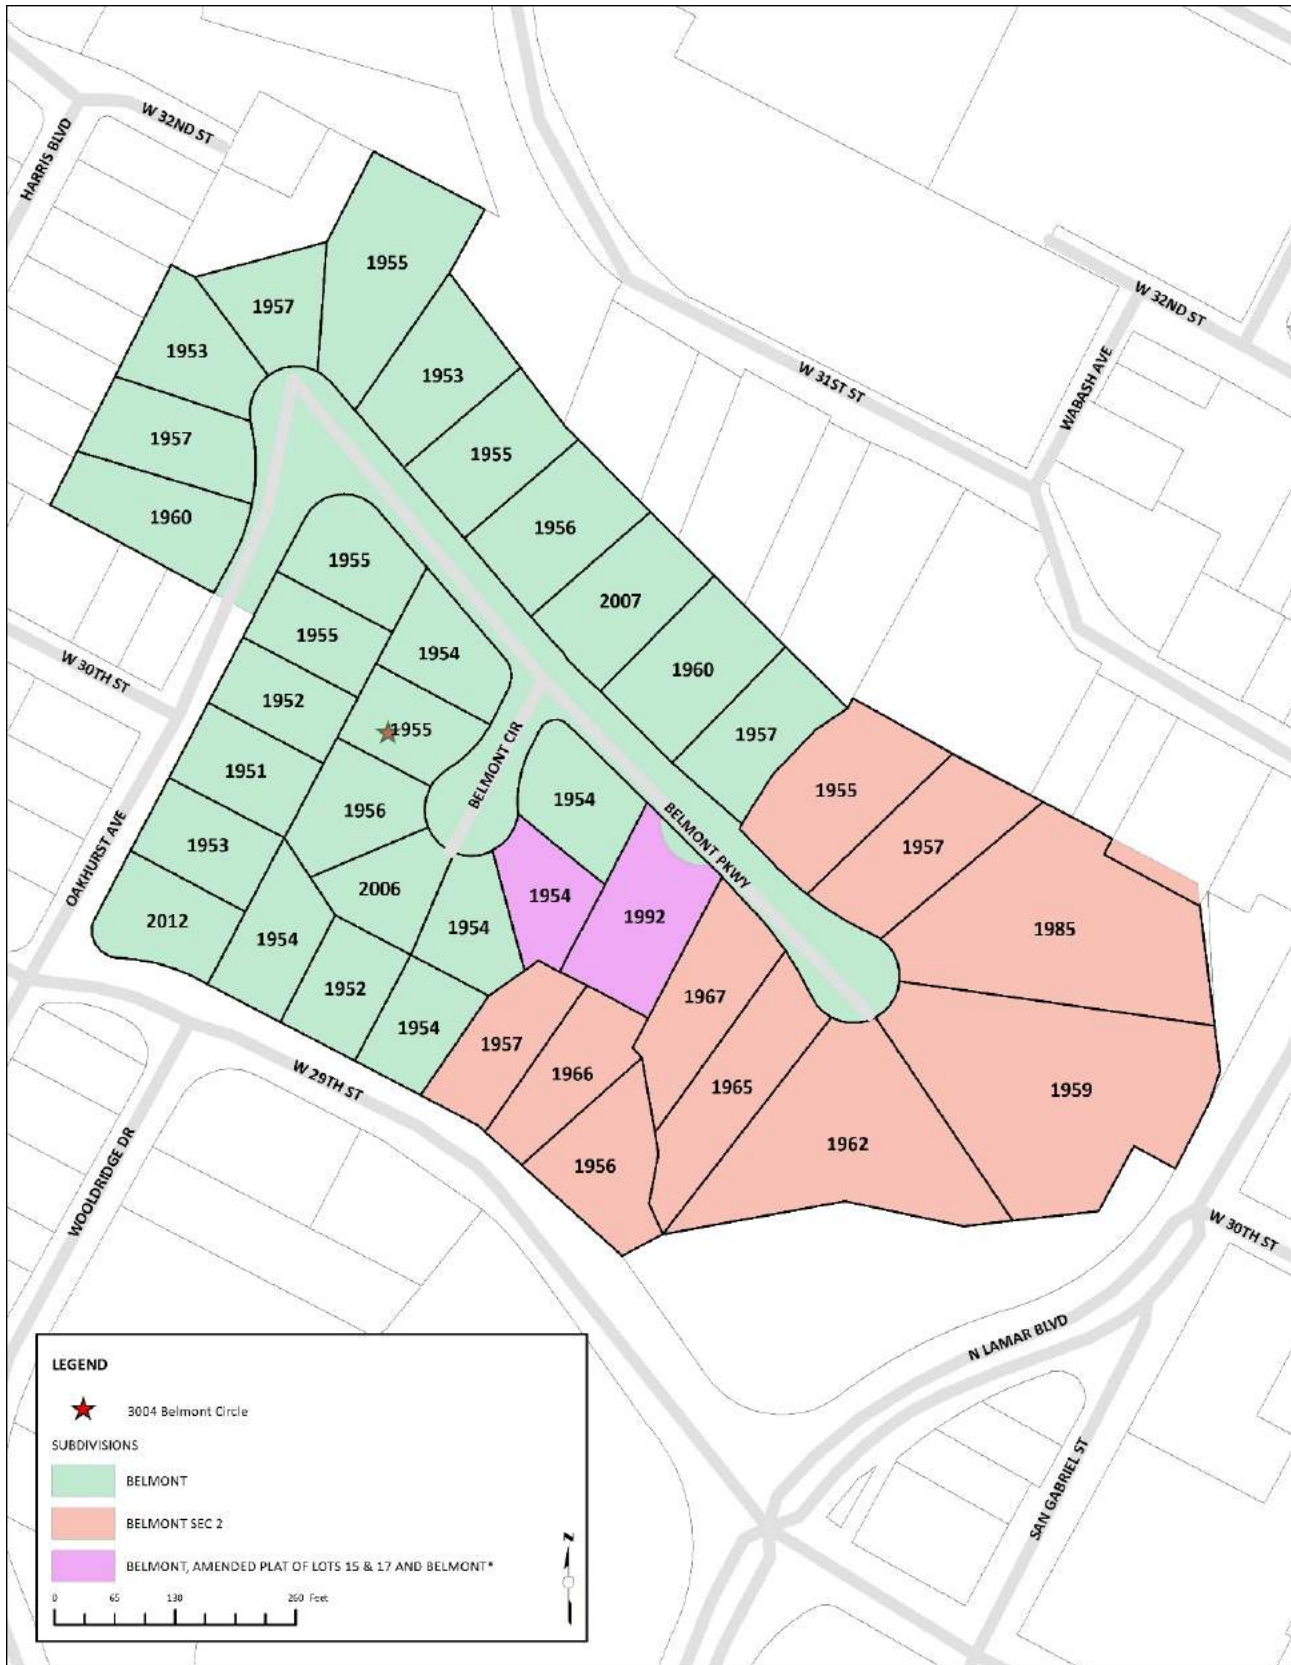 W 32ND ST
HARRIS BLVD
1955
1957
1953
1953
W 32ND ST
WABASH AVE
W 31ST ST
1957
1955
1960
1956
1955
2007
1955
1954
W 30TH ST
1960
1952
1955
1957
1951
BELMONT CIR
1954
1955
1956
BELMONT PKWY
1957
OAKHURST AVE
1953
2006
1954
1992
2012
1954
1954
1985
1952
1967
1954
1957
1966
1965
1959
W 29TH ST
1962
1956
WOOLDRIDGE DR
W 30TH ST
N LAMAR BLVD
SAN GABRIEL ST
LEGEND
3004 Belmont Circle
SUBDIVISIONS
BELMONT
BELMONT SEC 2
BELMONT, AMENDED PLAT OF LOTS 15 & 17 AND BELMONT*
N
0 65 130 260 Feet